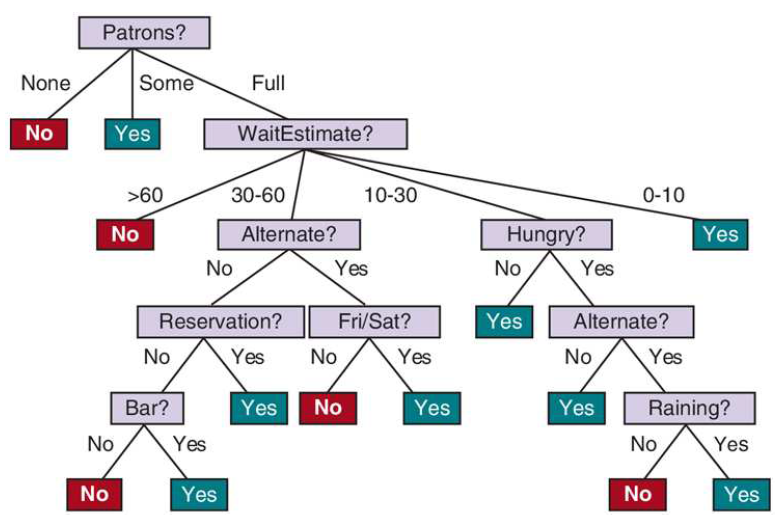 Patrons?
None Some Full
No Yes WaitEstimate?
>60 30-60 10-30 0-10
No Alternate? Hungry? Yes
No Yes No Yes
Reservation? Fri/Sat? Yes Alternate?
No Yes No Yes No Yes
Bar? Yes No Yes Yes Raining?
No Yes No Yes
No Yes No Yes